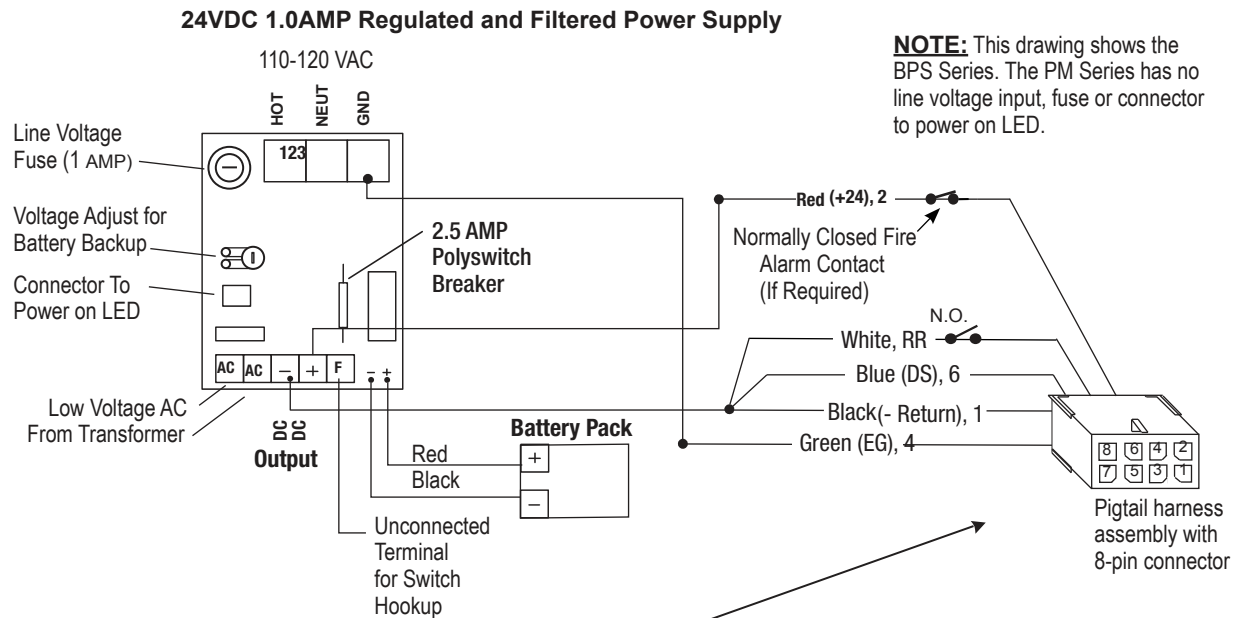 24VDC 1.0AMP Regulated and Filtered Power Supply
110-120 VAC
HOT
NEUT
GND
NOTE: This drawing shows the
BPS Series. The PM Series has no
line voltage input, fuse or connector
to power on LED.
Line Voltage
Fuse (1 AMP)
123
Voltage Adjust for
Battery Backup
Connector To
Power on LED
2.5 AMP
Polyswitch
Breaker
Red (+24), 2
Normally Closed Fire
Alarm Contact
(If Required)
N.O.
White, RR
Blue (DS), 6
Black(- Return), 1
Green (EG), 4
AC AC – + F – +
Low Voltage AC
From Transformer
DC DC
Output
Battery Pack
Red
Black
+
–
Unconnected
Terminal
for Switch
Hookup
8 6 4 2
7 5 3 1
Pigtail harness
assembly with
8-pin connector